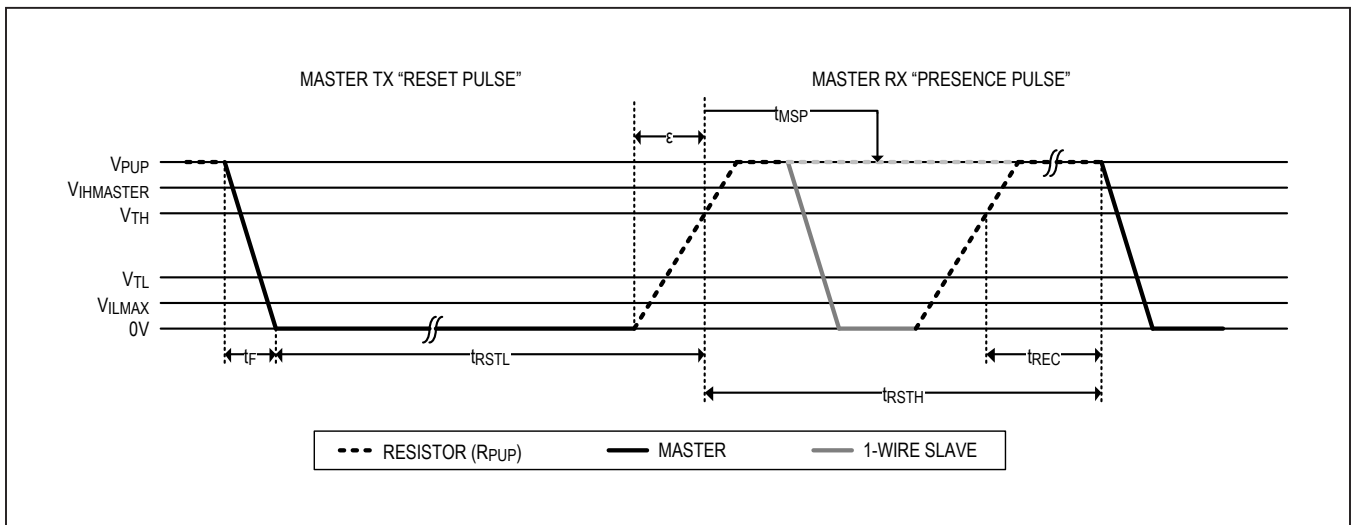 MASTER TX “RESET PULSE”
MASTER RX “PRESENCE PULSE”
tMSP
ε
VPUP
VIHMASTER
VTH
VTL
VILMAX
0V
tF
tRSTL
tREC
tRSTH
RESISTOR (RPUP)
MASTER
1-WIRE SLAVE